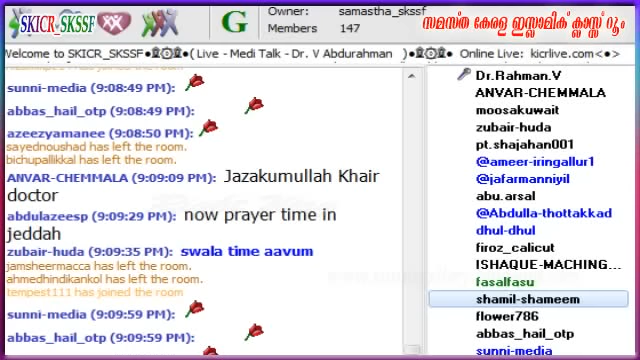 SKICR_SKSSF
G
Owner: samastha_skssf
Members 147
സമസ്ത കേരള ഇസ്ലാമിക് ക്ലാസ്സ് റൂം
Welcome to SKICR_SKSSF ( Live - Medi Talk - Dr. V Abdurahman ) Online Live: kicrlive.com
sunni-media (9:08:49 PM):
abbas_hail_otp (9:08:49 PM):
azeezyamanee (9:08:50 PM):
sayednoushad has left the room.
bichupallikkal has left the room.
ANVAR-CHEMMALA (9:09:09 PM): Jazakumullah Khair
doctor
abdulazeesp (9:09:29 PM): now prayer time in
jeddah
zubair-huda (9:09:35 PM): swala time aavum
jamsheermacca has left the room.
ahmedhindikankol has left the room.
tempest111 has joined the room
sunni-media (9:09:59 PM):
abbas_hail_otp (9:09:59 PM):
Dr.Rahman.V
ANVAR-CHEMMALA
moosakuwait
zubair-huda
pt.shajahan001
@ameer-iringallur1
@jafarmanniyil
abu.arsal
@Abdulla-thottakkad
dhul-dhul
firoz_calicut
ISHAQUE-MACHING...
fasalfasu
shamil-shameem
flower786
abbas_hail_otp
sunni-media